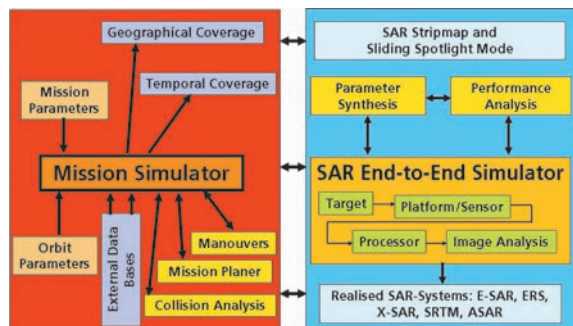 Geographical Coverage
Temporal Coverage
Mission
Parameters
Mission Simulator
Orbit
Parameters
External Data
Bases
Manouvers
Mission Planer
Collision Analysis
SAR Stripmap and
Sliding Spotlight Mode
Parameter
Synthesis
Performance
Analysis
SAR End-to-End Simulator
Target
Platform/Sensor
Processor
Image Analysis
Realised SAR-Systems: E-SAR, ERS,
X-SAR, SRTM, ASAR